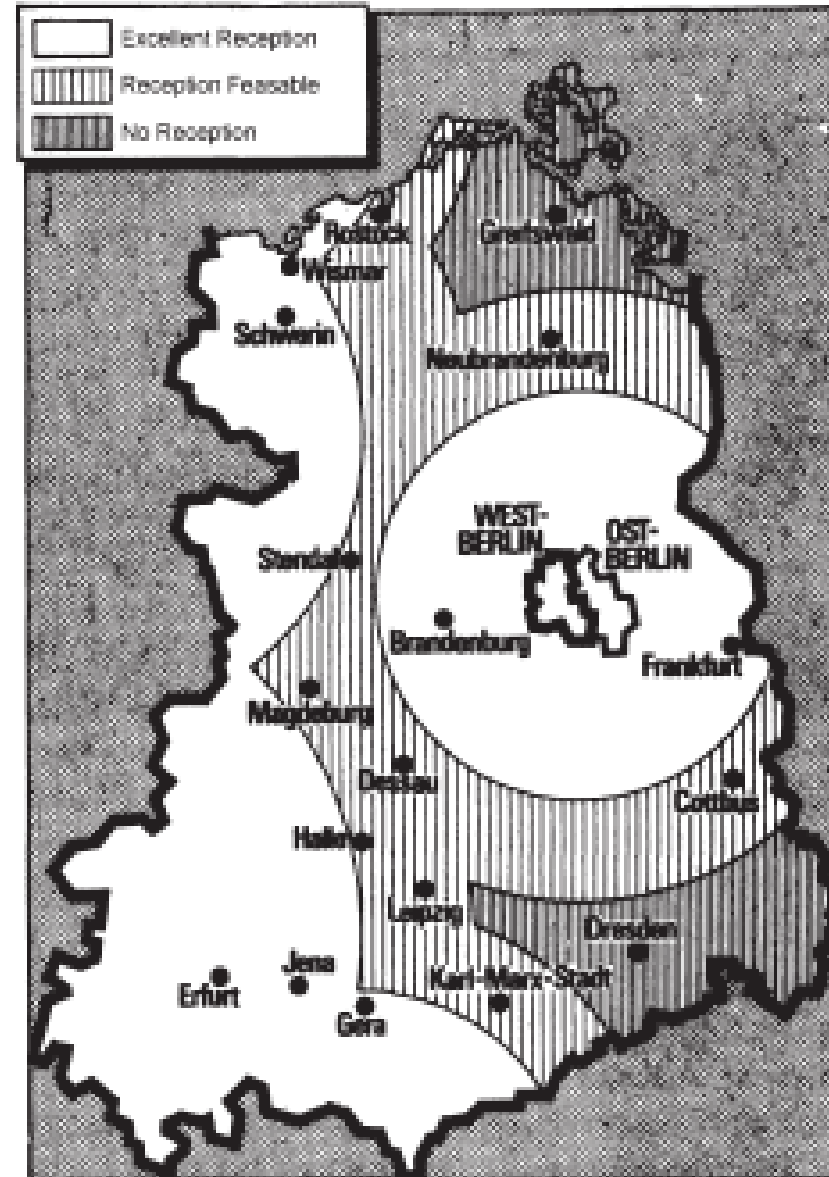 Excellent Reception
Reception Feasable
No Reception
Rostock
Greifswald
Wismar
Schwerin
Neubrandenburg
WEST-
BERLIN
OST-
BERLIN
Stendal
Brandenburg
Frankfurt
Magdeburg
Dessau
Cottbus
Leipzig
Dresden
Jena
Karl-Marx-Stadt
Erfurt
Gera